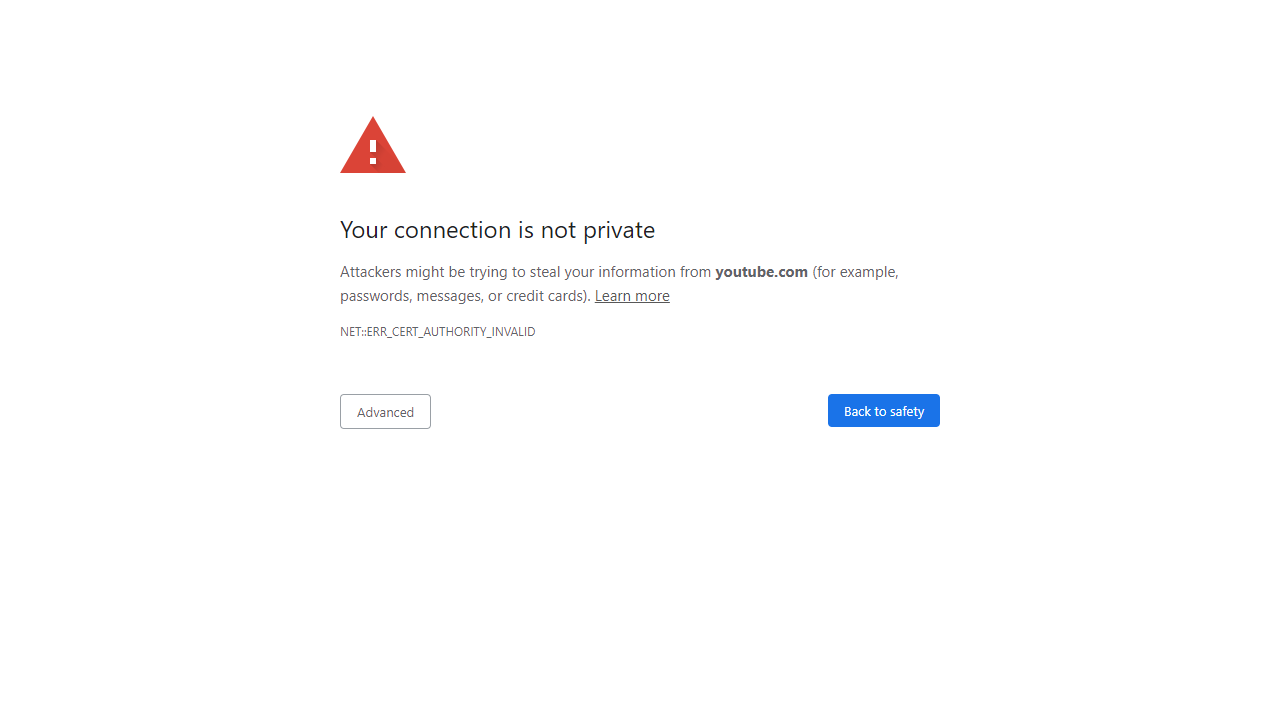 Your connection is not private
Attackers might be trying to steal your information from youtube.com (for example,
passwords, messages, or credit cards). Learn more
NET::ERR_CERT_AUTHORITY_INVALID
Advanced
Back to safety